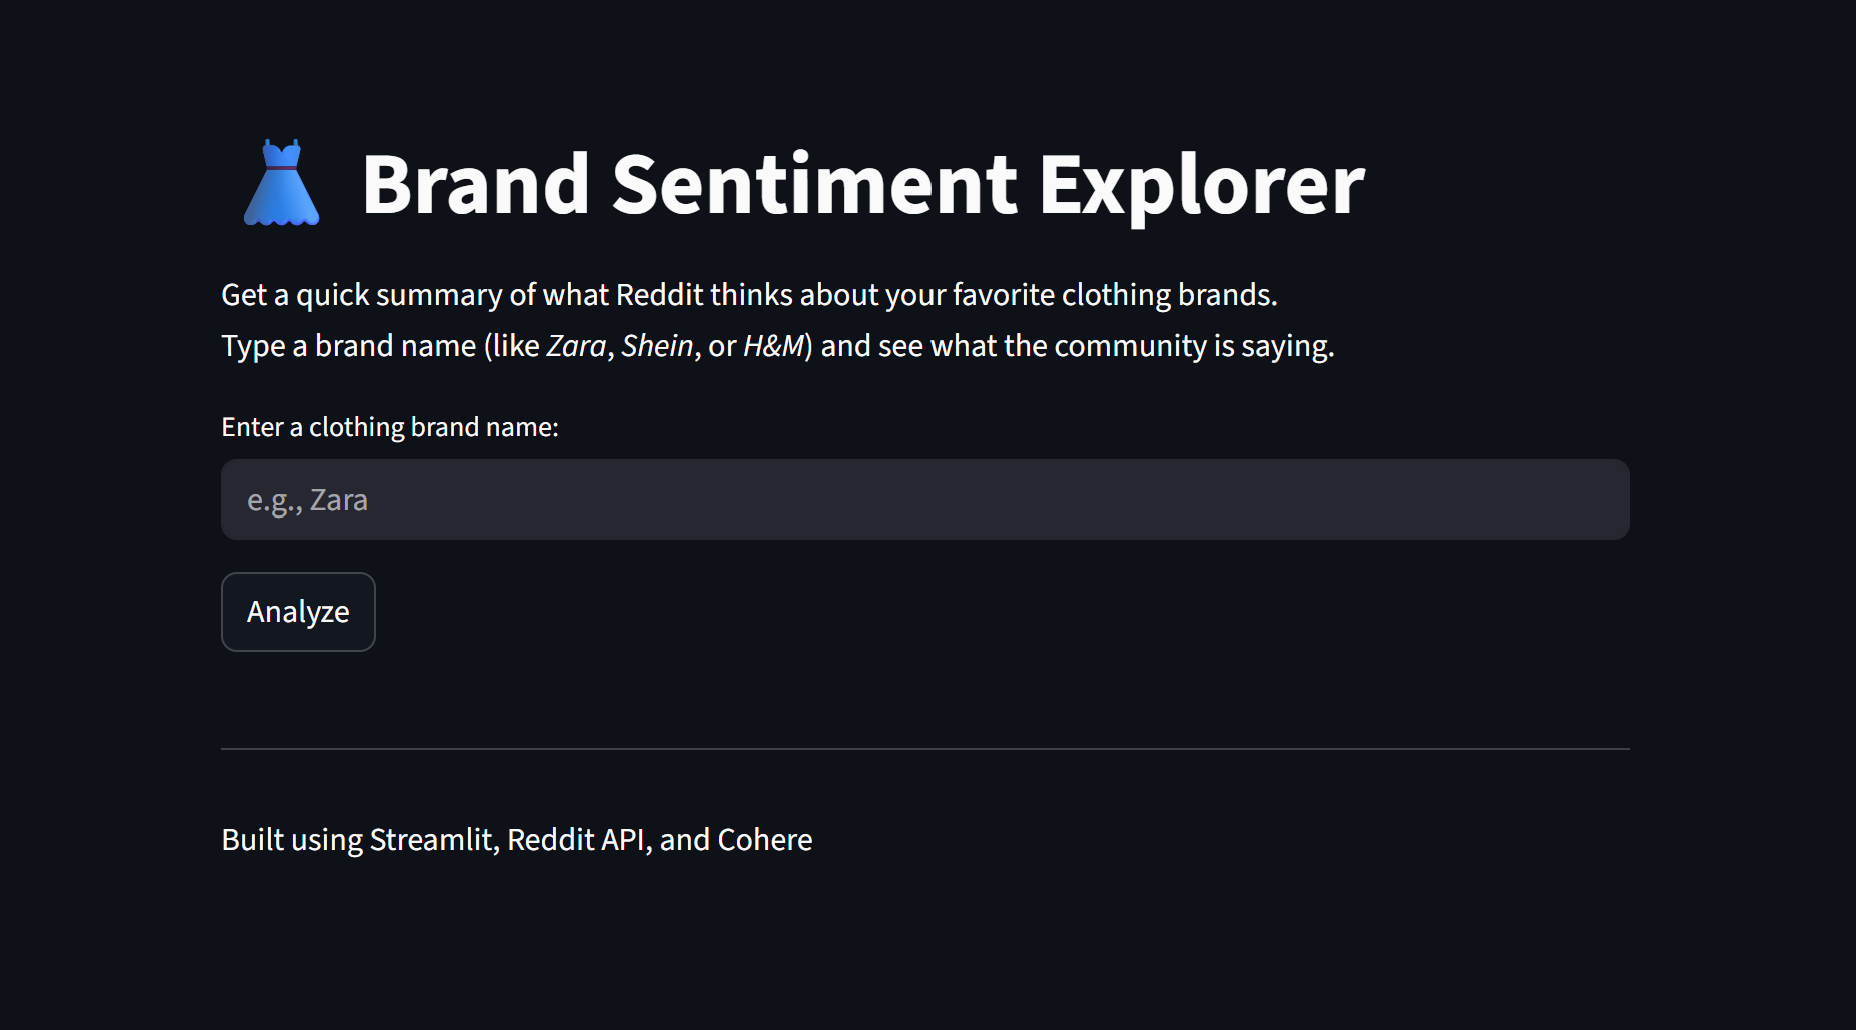 Brand Sentiment Explorer
Get a quick summary of what Reddit thinks about your favorite clothing brands.
Type a brand name (like Zara, Shein, or H&M) and see what the community is saying.
Enter a clothing brand name:
e.g., Zara
Analyze
Built using Streamlit, Reddit API, and Cohere